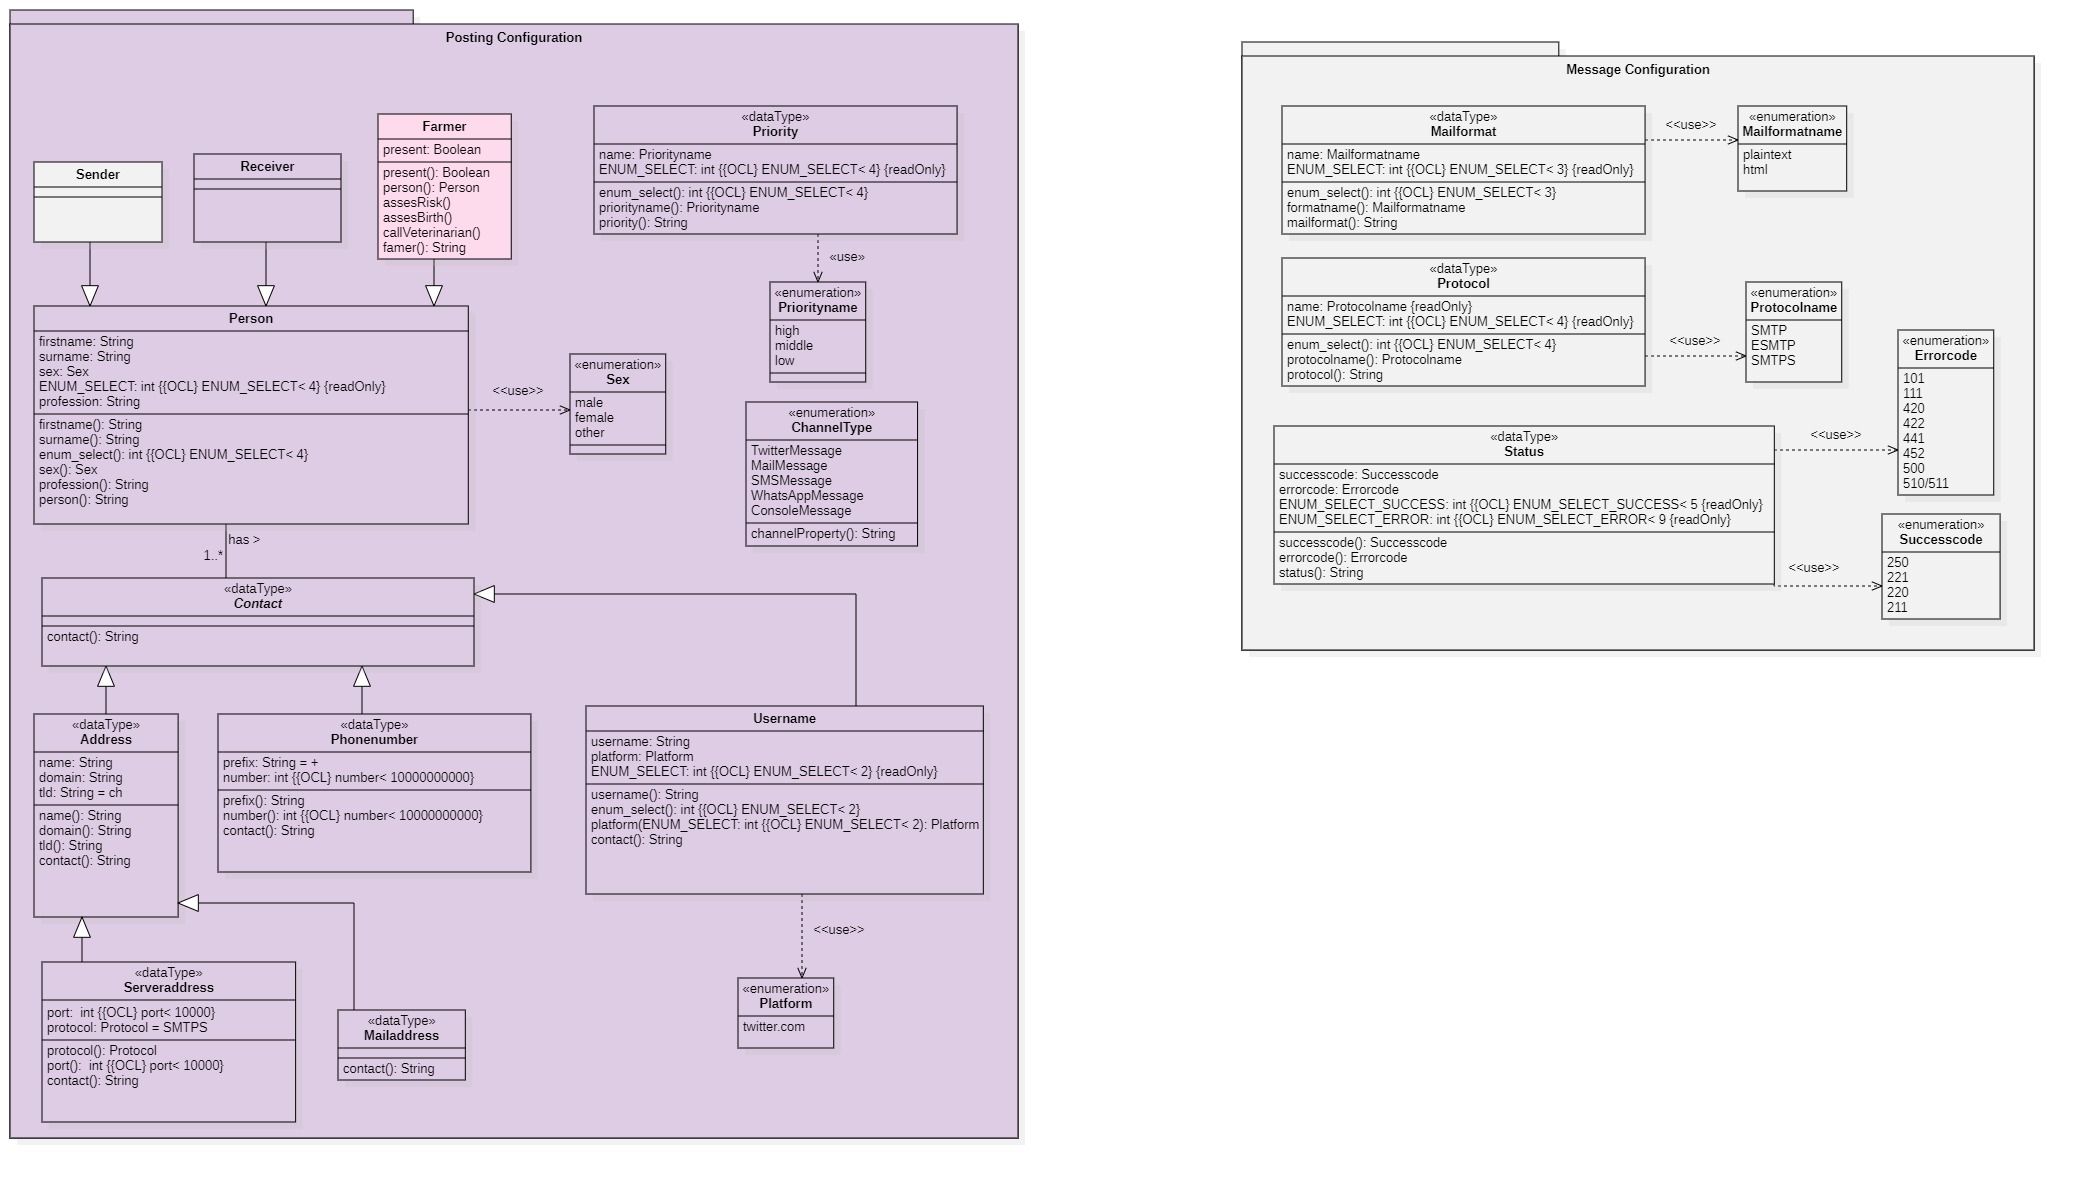 Posting Configuration
Sender
Receiver
Farmer
present: Boolean
present(): Boolean
person(): Person
assesRisk()
assesBirth()
callVeterinarian()
famer(): String
«dataType»
Priority
name: Priorityname
ENUM_SELECT: int {{OCL} ENUM_SELECT< 4} {readOnly}
enum_select(): int {{OCL} ENUM_SELECT< 4}
priorityname(): Priorityname
priority(): String
«use»
«enumeration»
Priorityname
high
middle
low
Person
firstname: String
surname: String
sex: Sex
ENUM_SELECT: int {{OCL} ENUM_SELECT< 4} {readOnly}
profession: String
firstname(): String
surname(): String
enum_select(): int {{OCL} ENUM_SELECT< 4}
sex(): Sex
profession(): String
person(): String
<<use>>
«enumeration»
Sex
male
female
other
«enumeration»
ChannelType
TwitterMessage
MailMessage
SMSMessage
WhatsAppMessage
ConsoleMessage
channelProperty(): String
has >
1..*
«dataType»
Contact
contact(): String
«dataType»
Address
name: String
domain: String
tld: String = ch
name(): String
domain(): String
tld(): String
contact(): String
«dataType»
Phonenumber
prefix: String = +
number: int {{OCL} number< 10000000000}
prefix(): String
number(): int {{OCL} number< 10000000000}
contact(): String
Username
username: String
platform: Platform
ENUM_SELECT: int {{OCL} ENUM_SELECT< 2} {readOnly}
username(): String
enum_select(): int {{OCL} ENUM_SELECT< 2}
platform(ENUM_SELECT: int {{OCL} ENUM_SELECT< 2): Platform
contact(): String
<<use>>
«enumeration»
Platform
twitter.com
«dataType»
Serveraddress
port:  int {{OCL} port< 10000}
protocol: Protocol = SMTPS
protocol(): Protocol
port():  int {{OCL} port< 10000}
contact(): String
«dataType»
Mailaddress
contact(): String
Message Configuration
«dataType»
Mailformat
name: Mailformatname
ENUM_SELECT: int {{OCL} ENUM_SELECT< 3} {readOnly}
enum_select(): int {{OCL} ENUM_SELECT< 3}
formatname(): Mailformatname
mailformat(): String
<<use>>
«enumeration»
Mailformatname
plaintext
html
«dataType»
Protocol
name: Protocolname {readOnly}
ENUM_SELECT: int {{OCL} ENUM_SELECT< 4} {readOnly}
enum_select(): int {{OCL} ENUM_SELECT< 4}
protocolname(): Protocolname
protocol(): String
<<use>>
«enumeration»
Protocolname
SMTP
ESMTP
SMTPS
«dataType»
Status
successcode: Successcode
errorcode: Errorcode
ENUM_SELECT_SUCCESS: int {{OCL} ENUM_SELECT_SUCCESS< 5 {readOnly}
ENUM_SELECT_ERROR: int {{OCL} ENUM_SELECT_ERROR< 9 {readOnly}
successcode(): Successcode
errorcode(): Errorcode
status(): String
<<use>>
«enumeration»
Errorcode
101
111
420
422
441
452
500
510/511
<<use>>
«enumeration»
Successcode
250
221
220
211